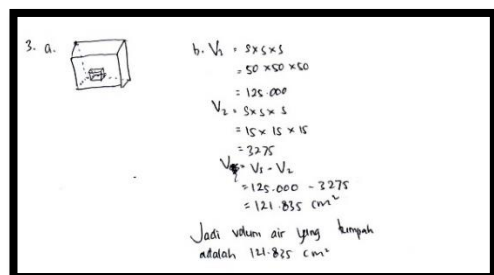 3. a.
b. V1 = s x s x s
= 50 x 50 x 50
= 125.000
V2 = s x s x s
= 15 x 15 x 15
= 3275
V = V1 - V2
= 125.000 - 3275
= 121.835 cm²
Jadi volum air yang tumpah
adalah 121.835 cm²